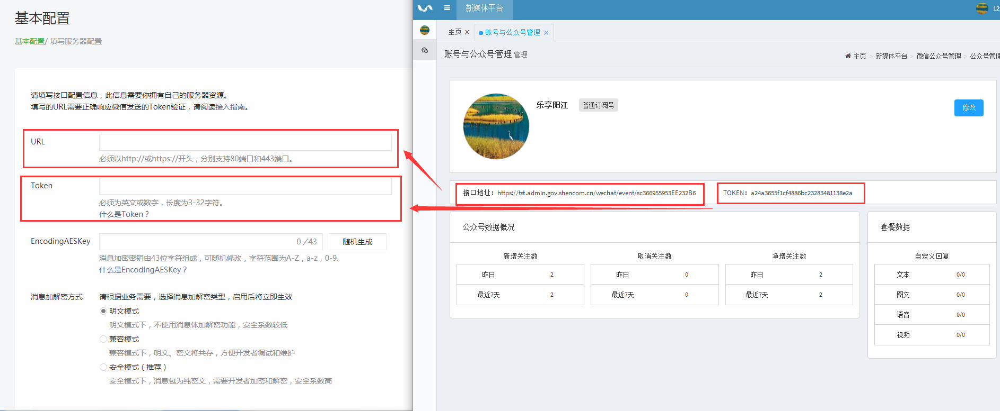 基本配置
基本配置/ 填写服务器配置
请填写接口配置信息，此信息需要你拥有自己的服务器资源。
填写的URL需要正确响应微信发送的Token验证，请阅读接入指南。
URL
必须以http://或https://开头，分别支持80端口和443端口。
Token
必须为英文或数字，长度为3-32字符。
什么是Token？
EncodingAESKey
0 / 43
随机生成
消息加密密钥由43位字符组成，可随机修改，字符范围为A-Z，a-z，0-9。
什么是EncodingAESKey？
消息加解密方式
请根据业务需要，选择消息加解密类型，启用后将立即生效
明文模式
明文模式下，不使用消息体加解密功能，安全系数较低
兼容模式
兼容模式下，明文、密文将共存，方便开发者调试和维护
安全模式（推荐）
安全模式下，消息包为纯密文，需要开发者加密和解密，安全系数高
新媒体平台
12
主页 ×
账号与公众号管理 ×
账号与公众号管理 管理
主页 > 新媒体平台 > 微信公众号管理 > 公众号管理
乐享阳江 普通订阅号
修改
接口地址：https://tst.admin.gov.shencom.cn/wechat/event/sc366955953EE232B6
TOKEN：a24a3655f1cf4886bc23283481138e2a
公众号数据概况
新增关注数 取消关注数 净增关注数
昨日 2 昨日 0 昨日 2
最近7天 2 最近7天 0 最近7天 2
套餐数据
自定义回复
文本 0/0
图文 0/0
语音 0/0
视频 0/0